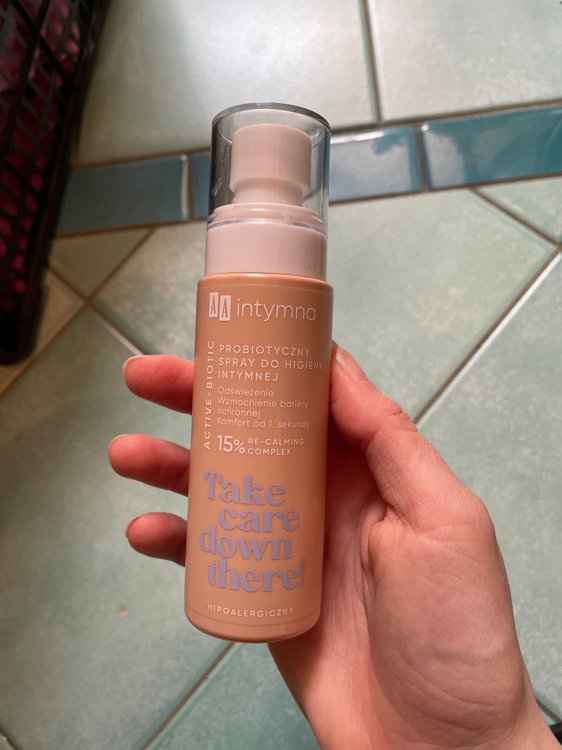 AA intymna
ACTIVE-BIOTIC
PROBIOTYCZNY
SPRAY DO HIGIENY
INTYMNEJ
Odświeżenie
Wzmocnienie bariery
ochronnej
Komfort od 1. sekundy
15% RE-CALMING
COMPLEX
Take
care
down
there!
HIPOALERGICZNY